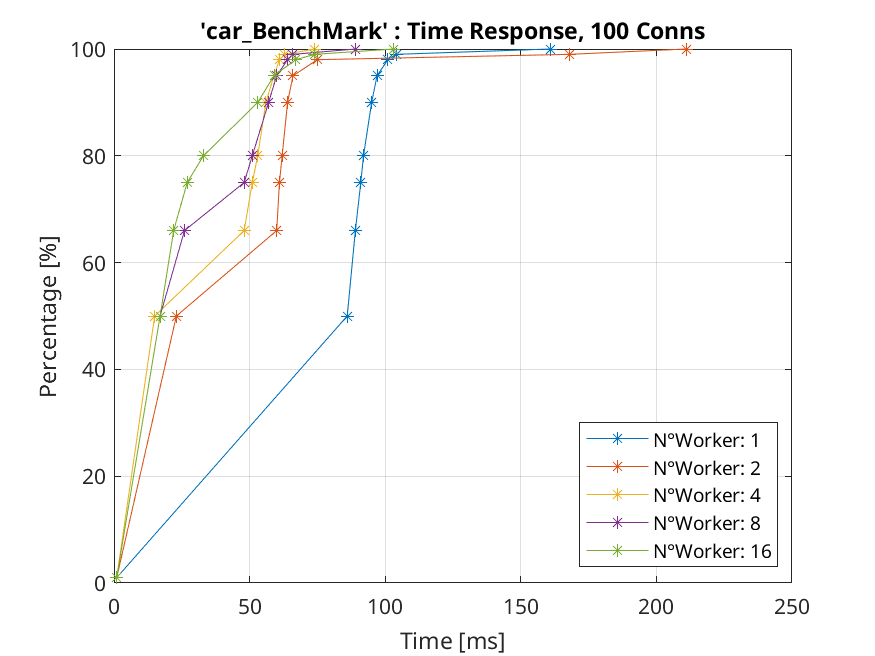 'car_BenchMark' : Time Response, 100 Conns
100
80
60
40
20
0
Percentage [%]
N°Worker: 1
N°Worker: 2
N°Worker: 4
N°Worker: 8
N°Worker: 16
0 50 100 150 200 250
Time [ms]